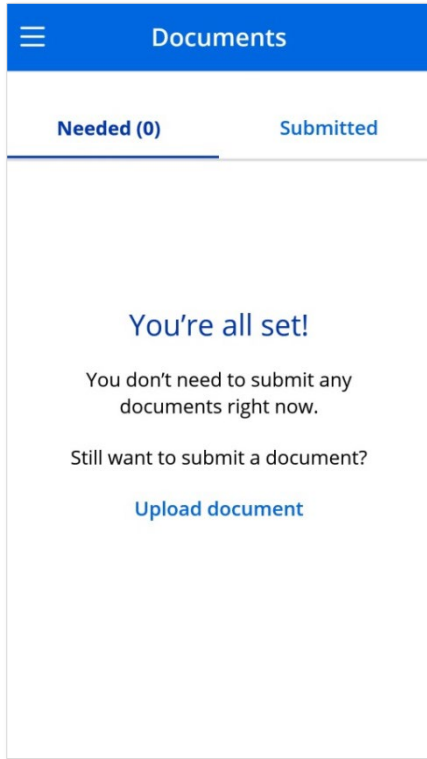 Documents
Needed (0)
Submitted
You’re all set!
You don’t need to submit any
documents right now.
Still want to submit a document?
Upload document